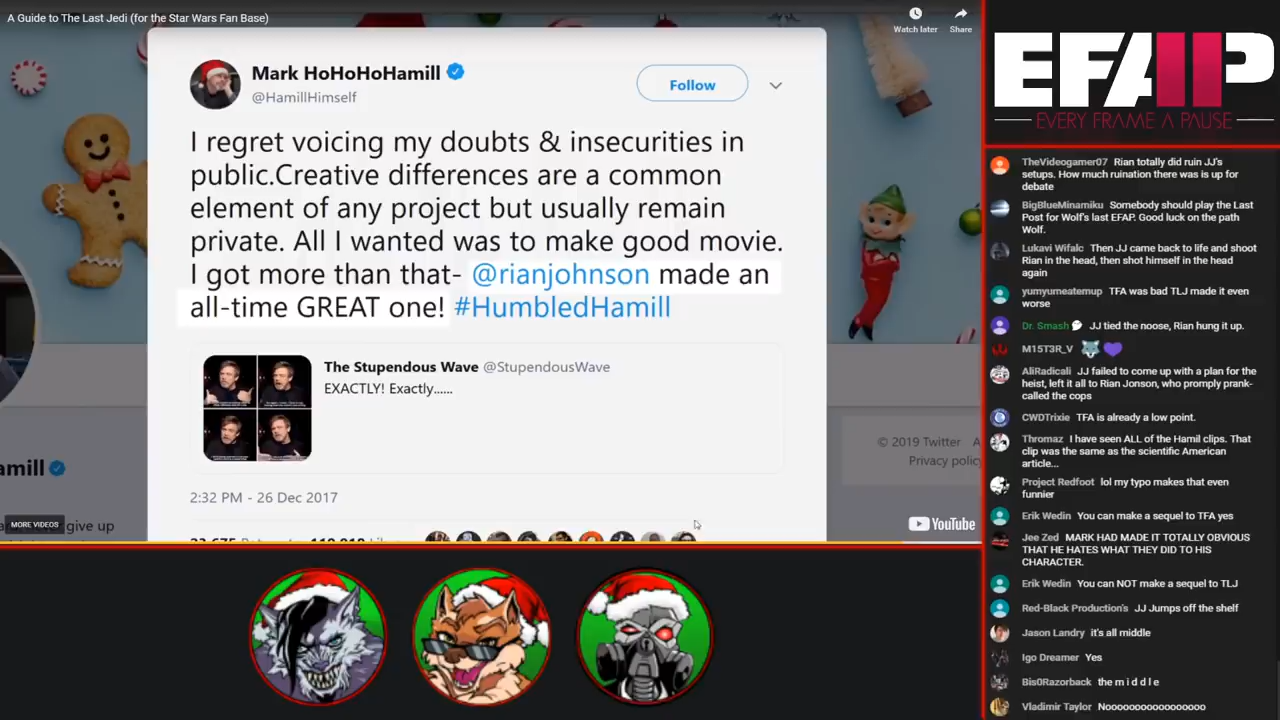 A Guide to The Last Jedi (for the Star Wars Fan Base)
Watch later
Share
Mark HoHoHoHamill
@HamillHimself
Follow
I regret voicing my doubts & insecurities in
public.Creative differences are a common
element of any project but usually remain
private. All I wanted was to make good movie.
I got more than that- @rianjohnson made an
all-time GREAT one! #HumbledHamill
The Stupendous Wave @StupendousWave
EXACTLY! Exactly......
2:32 PM - 26 Dec 2017
© 2019 Twitter
Privacy policy
amill
MORE VIDEOS
give up
YouTube
EFAP
EVERY FRAME A PAUSE
TheVideogamer07 Rian totally did ruin JJ's
setups. How much ruination there was is up for
debate
BigBlueMinamiku Somebody should play the Last
Post for Wolf's last EFAP. Good luck on the path
Wolf.
Lukavi Wifalc Then JJ came back to life and shoot
Rian in the head, then shot himself in the head
again
yumyumeatemup TFA was bad TLJ made it even
worse
Dr. Smash JJ tied the noose, Rian hung it up.
M15T3R_V
AliRadicali JJ failed to come up with a plan for the
heist, left it all to Rian Jonson, who promply prank-
called the cops
CWDTrixie TFA is already a low point.
Thromaz I have seen ALL of the Hamil clips. That
clip was the same as the scientific American
article...
Project Redfoot lol my typo makes that even
funnier
Erik Wedin You can make a sequel to TFA yes
Jee Zed MARK HAD MADE IT TOTALLY OBVIOUS
THAT HE HATES WHAT THEY DID TO HIS
CHARACTER.
Erik Wedin You can NOT make a sequel to TLJ
Red-Black Production's JJ Jumps off the shelf
Jason Landry it's all middle
Igo Dreamer Yes
Bis0Razorback the m i d d l e
Vladimir Taylor Nooooooooooooooooo